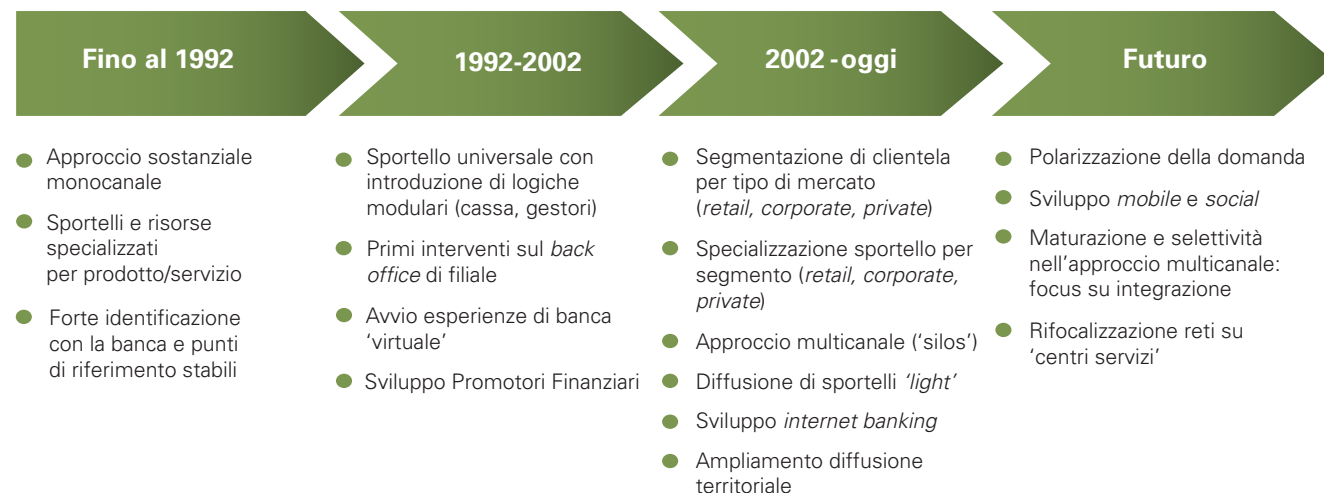 Fino al 1992
Approccio sostanziale
monocanale
Sportelli e risorse
specializzati
per prodotto/servizio
Forte identificazione
con la banca e punti
di riferimento stabili
1992-2002
Sportello universale con
introduzione di logiche
modulari (cassa, gestori)
Primi interventi sul back
office di filiale
Avvio esperienze di banca
‘virtuale’
Sviluppo Promotori Finanziari
2002-oggi
Segmentazione di clientela
per tipo di mercato
(retail, corporate, private)
Specializzazione sportello per
segmento (retail, corporate,
private)
Approccio multicanale (‘silos’)
Diffusione di sportelli ‘light’
Sviluppo internet banking
Ampliamento diffusione
territoriale
Futuro
Polarizzazione della domanda
Sviluppo mobile e social
Maturazione e selettività
nell’approccio multicanale:
focus su integrazione
Rifocalizzazione reti su
‘centri servizi’